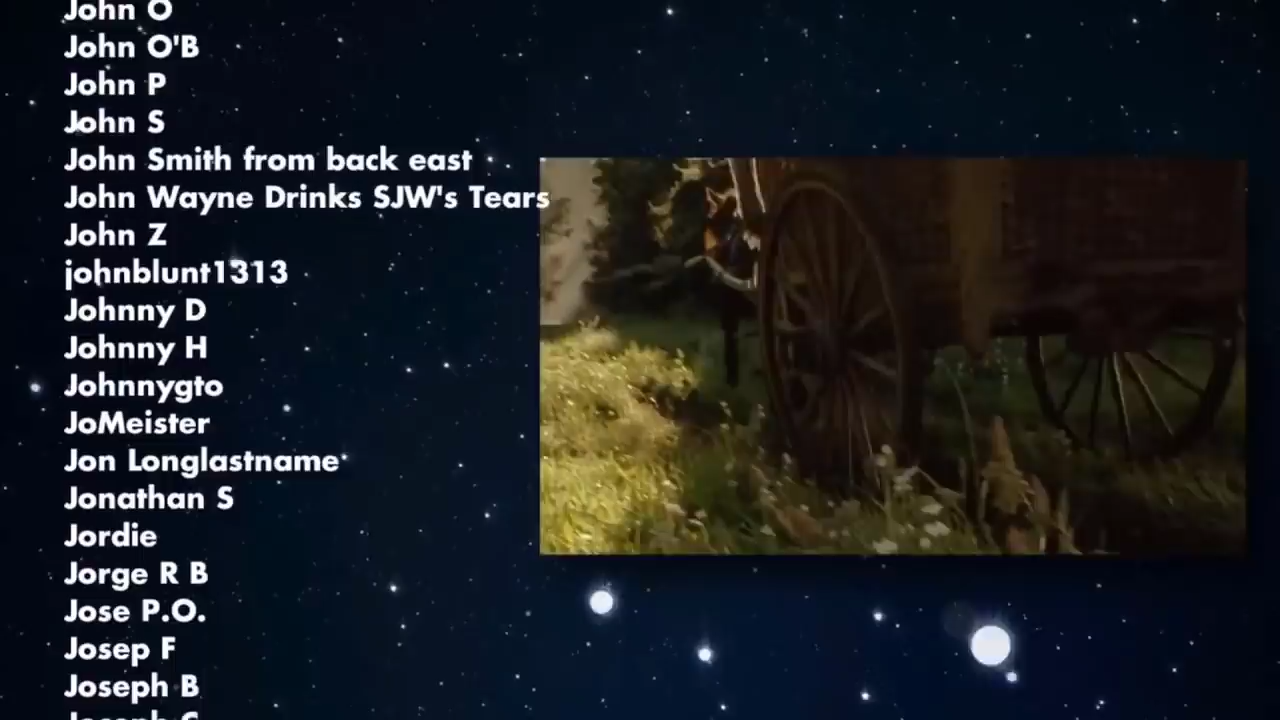 John O
John O'B
John P
John S
John Smith from back east
John Wayne Drinks SJW's Tears
John Z
johnblunt1313
Johnny D
Johnny H
Johnnygto
JoMeister
Jon Longlastname
Jonathan S
Jordie
Jorge R B
Jose P.O.
Josep F
Joseph B